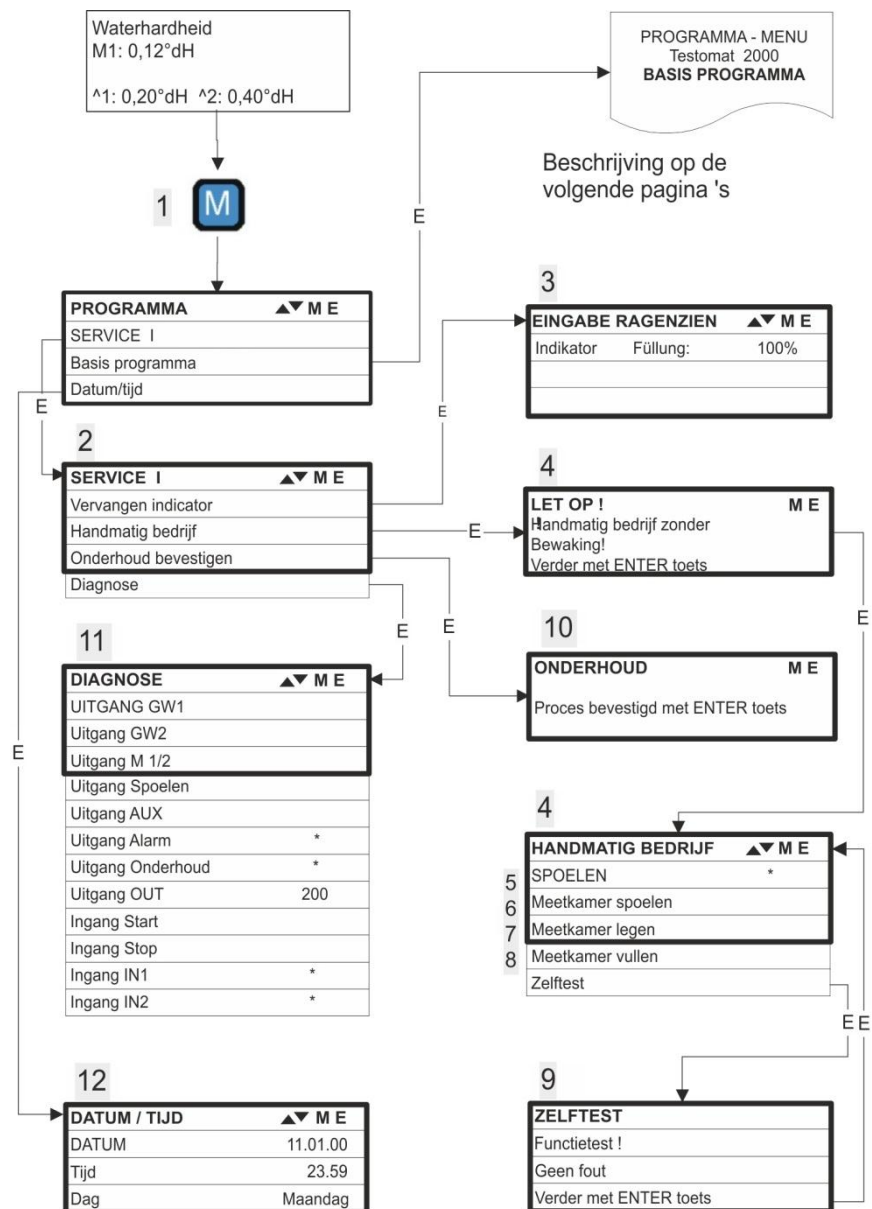 Waterhardheid
M1: 0,12°dH
^1: 0,20°dH ^2: 0,40°dH
PROGRAMMA - MENU
Testomat 2000
BASIS PROGRAMMA
Beschrijving op de
volgende pagina 's
1 M
E
PROGRAMMA ▲▼ M E
SERVICE I
Basis programma
Datum/tijd
E
3
EINGABE RAGENZIEN ▲▼ M E
Indikator Füllung: 100%
E
2
SERVICE I ▲▼ M E
Vervangen indicator
Handmatig bedrijf
Onderhoud bevestigen
Diagnose
E
4
LET OP ! M E
! Handmatig bedrijf zonder
Bewaking!
Verder met ENTER toets
E
E
E
10
ONDERHOUD M E
Proces bevestigd met ENTER toets
11
DIAGNOSE ▲▼ M E
UITGANG GW1
Uitgang GW2
Uitgang M 1/2
Uitgang Spoelen
Uitgang AUX
Uitgang Alarm *
Uitgang Onderhoud *
Uitgang OUT 200
Ingang Start
Ingang Stop
Ingang IN1 *
Ingang IN2 *
E
4
HANDMATIG BEDRIJF ▲▼ M E
5 SPOELEN *
6 Meetkamer spoelen
7 Meetkamer legen
8 Meetkamer vullen
Zelftest
E E
12
DATUM / TIJD ▲▼ M E
DATUM 11.01.00
Tijd 23.59
Dag Maandag
9
ZELFTEST
Functietest !
Geen fout
Verder met ENTER toets